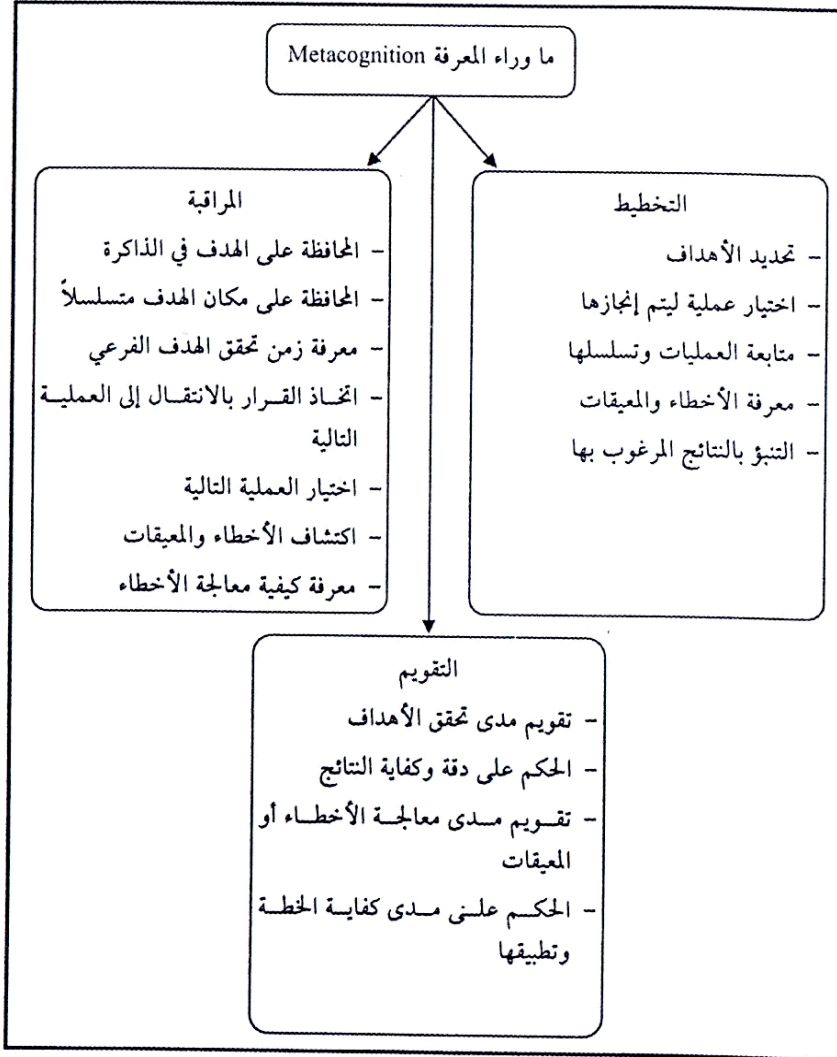 ما وراء المعرفة Metacognition
التخطيط
– تحديد الأهداف
– اختيار عملية ليتم إنجازها
– متابعة العمليات وتسلسلها
– معرفة الأخطاء والمعيقات
– التنبؤ بالنتائج المرغوب بها
المراقبة
– المحافظة على الهدف في الذاكرة
– المحافظة على مكان الهدف متسلسلاً
– معرفة زمن تحقق الهدف الفرعي
– اتخاذ القرار بالانتقال إلى العملية
التالية
– اختيار العملية التالية
– اكتشاف الأخطاء والمعيقات
– معرفة كيفية معالجة الأخطاء
التقويم
– تقويم مدى تحقق الأهداف
– الحكم على دقة وكفاية النتائج
– تقويم مدى معالجة الأخطاء أو
المعيقات
– الحكم على مدى كفاية الخطة
وتطبيقها